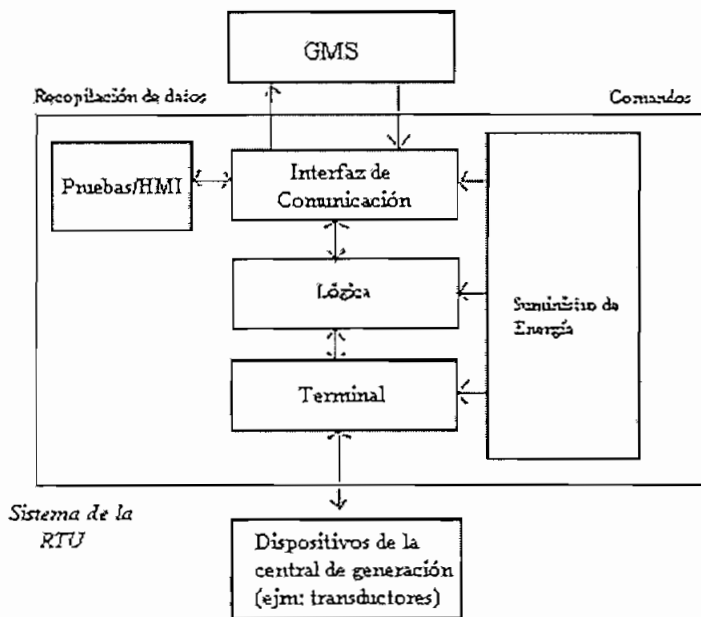 GMS
Recopilación de datos
Comandos
Pruebas/HMI
Interfaz de
Comunicación
Lógica
Suministro de
Energía
Terminal
Sistema de la
RTU
Dispositivos de la
central de generación
(ejm: transductores)